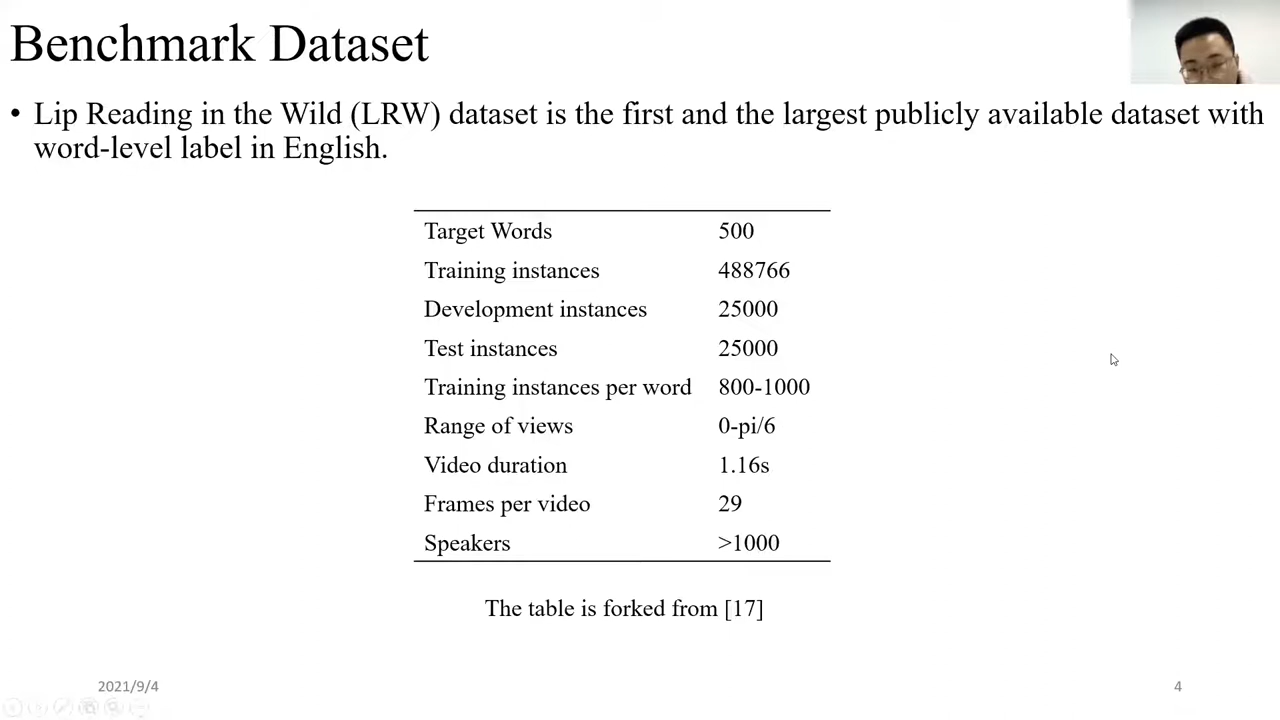 Benchmark Dataset
• Lip Reading in the Wild (LRW) dataset is the first and the largest publicly available dataset with
word-level label in English.
Target Words 500
Training instances 488766
Development instances 25000
Test instances 25000
Training instances per word 800-1000
Range of views 0-pi/6
Video duration 1.16s
Frames per video 29
Speakers >1000
The table is forked from [17]
2021/9/4 4